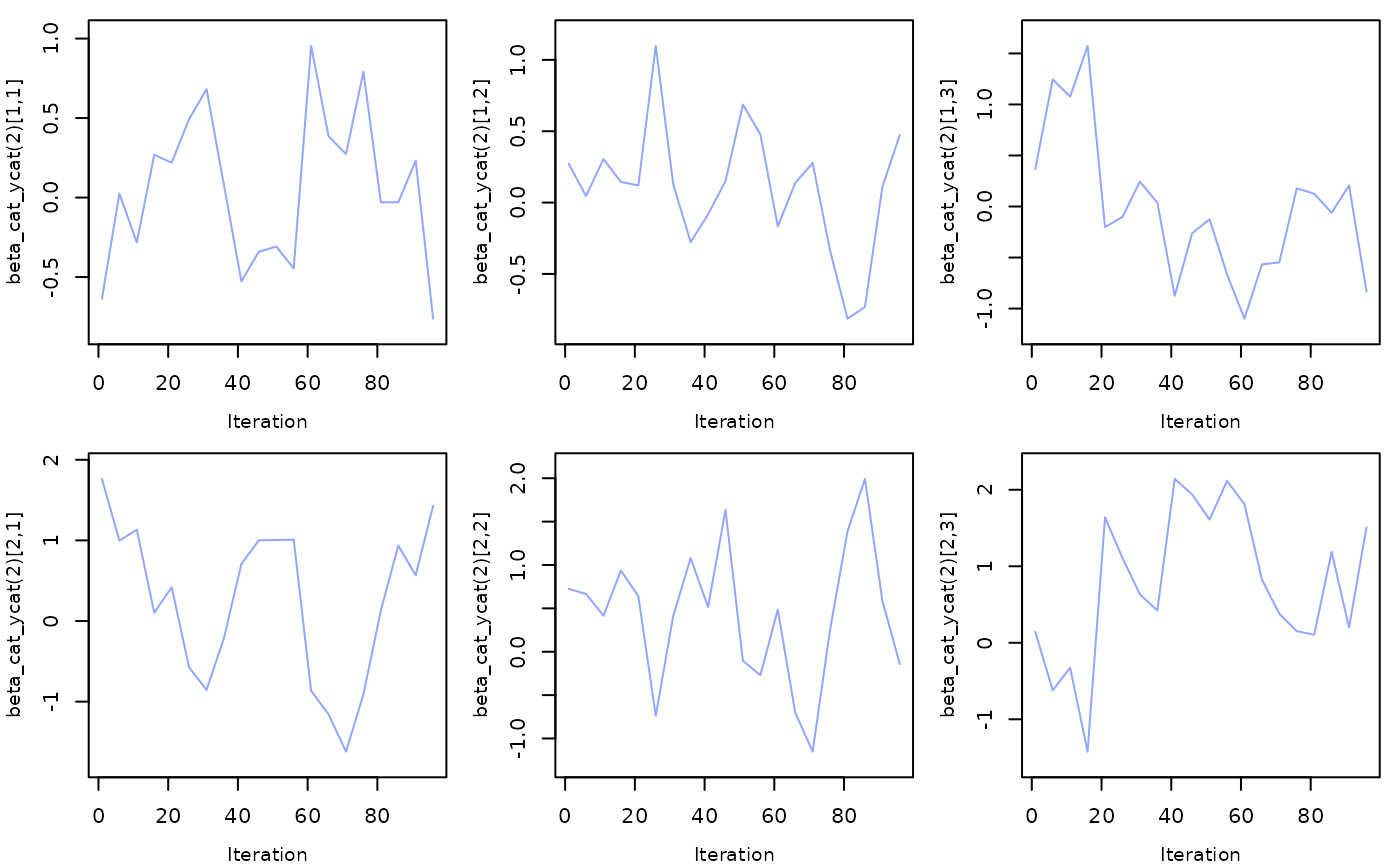 beta_cat_ycat(2)[1,1]
1.0
0.5
0.0
-0.5
0 20 40 60 80
Iteration
beta_cat_ycat(2)[1,2]
1.0
0.5
0.0
-0.5
0 20 40 60 80
Iteration
beta_cat_ycat(2)[1,3]
1.0
0.0
-1.0
0 20 40 60 80
Iteration
beta_cat_ycat(2)[2,1]
2
1
0
-1
0 20 40 60 80
Iteration
beta_cat_ycat(2)[2,2]
2.0
1.0
0.0
-1.0
0 20 40 60 80
Iteration
beta_cat_ycat(2)[2,3]
2
1
0
-1
0 20 40 60 80
Iteration